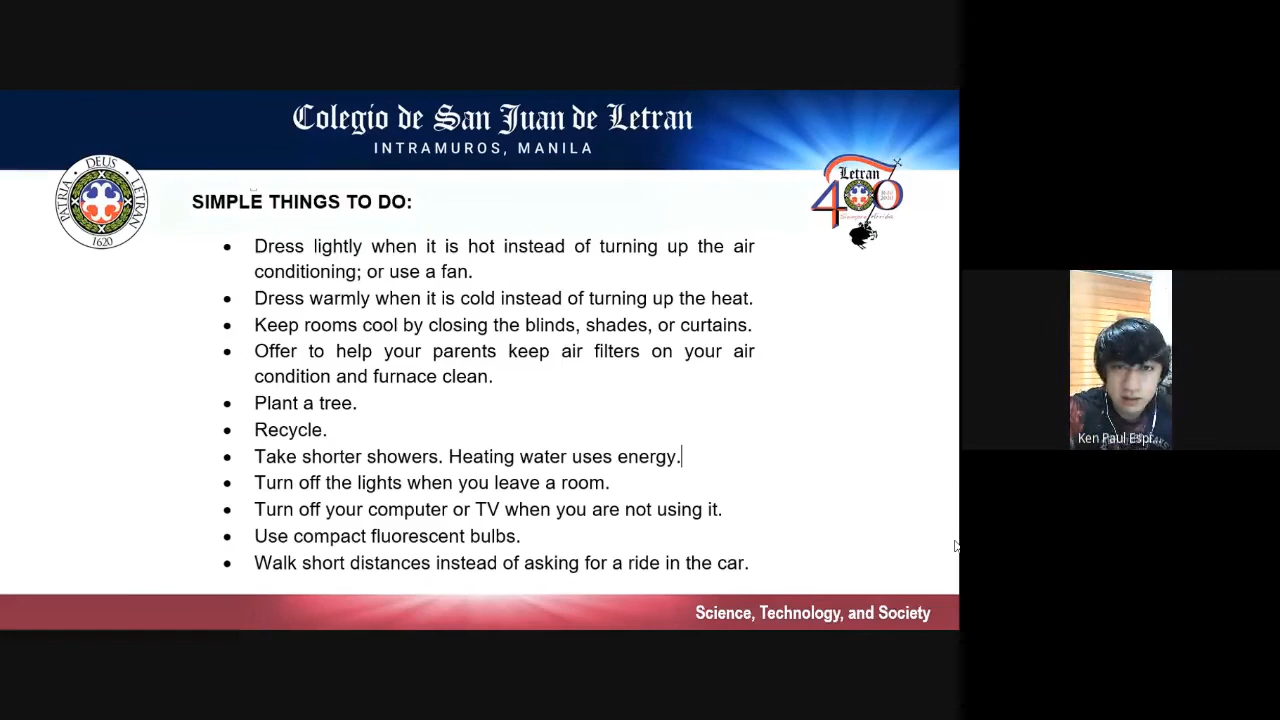 Colegio de San Juan de Letran
INTRAMUROS, MANILA
DEUS
PATRIA
LETRAN
1620
Letran
400
SIMPLE THINGS TO DO:
• Dress lightly when it is hot instead of turning up the air
conditioning; or use a fan.
• Dress warmly when it is cold instead of turning up the heat.
• Keep rooms cool by closing the blinds, shades, or curtains.
• Offer to help your parents keep air filters on your air
condition and furnace clean.
• Plant a tree.
• Recycle.
• Take shorter showers. Heating water uses energy.
• Turn off the lights when you leave a room.
• Turn off your computer or TV when you are not using it.
• Use compact fluorescent bulbs.
• Walk short distances instead of asking for a ride in the car.
Science, Technology, and Society
Ken Paul Espi...